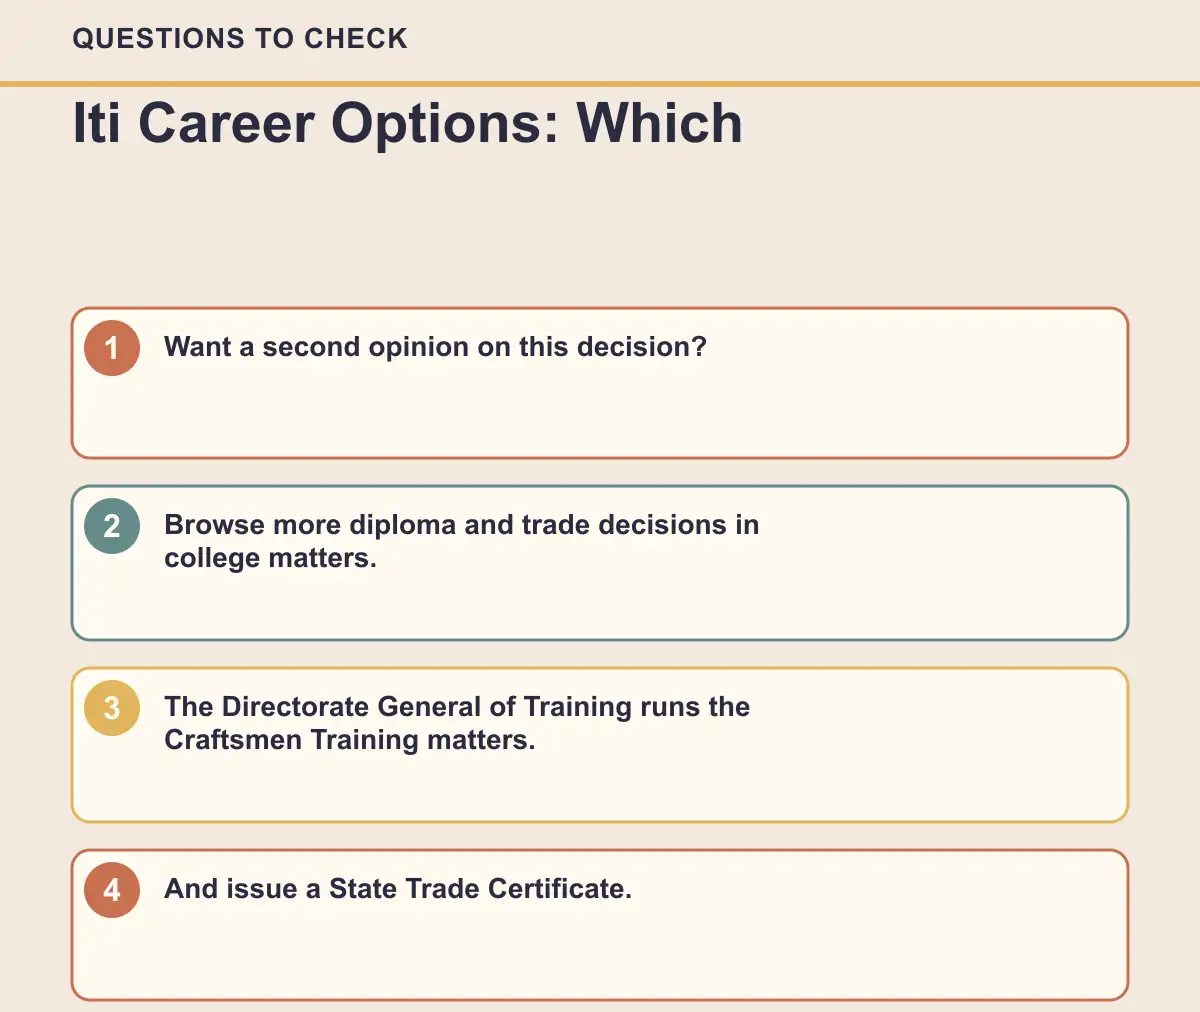 QUESTIONS TO CHECK
Iti Career Options: Which
1
Want a second opinion on this decision?
2
Browse more diploma and trade decisions in
college matters.
3
The Directorate General of Training runs the
Craftsmen Training matters.
4
And issue a State Trade Certificate.